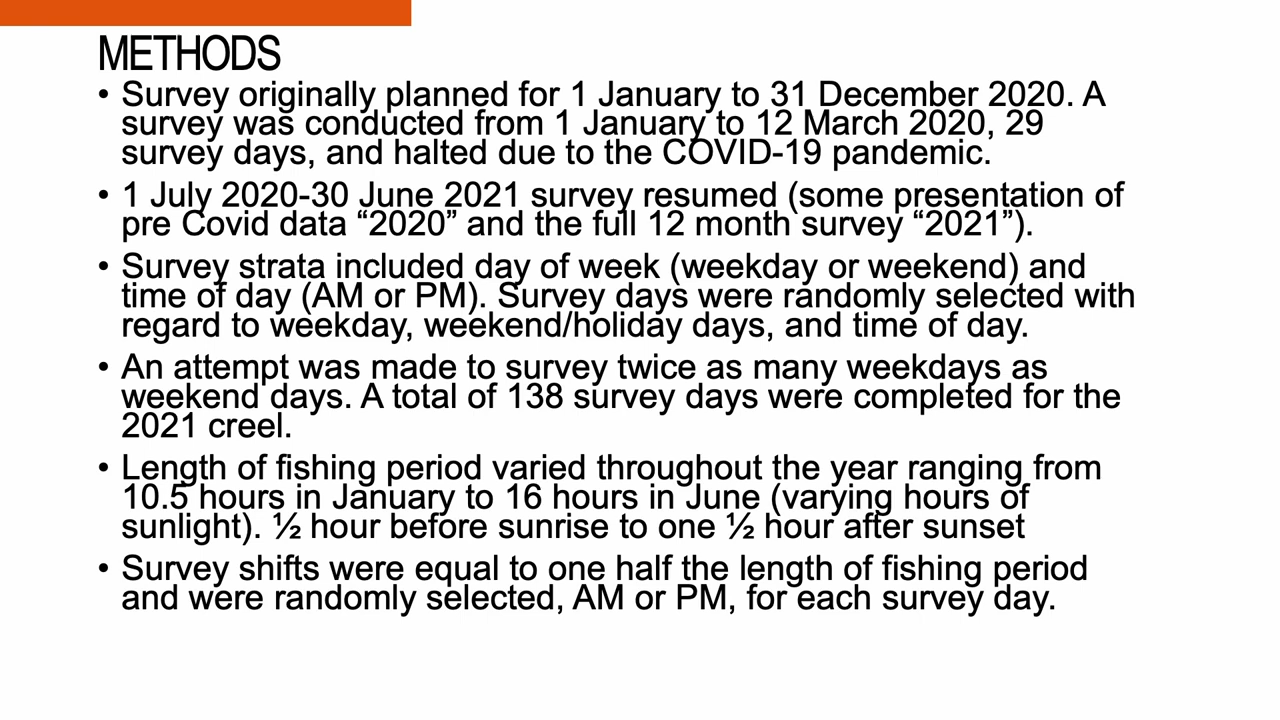 METHODS
• Survey originally planned for 1 January to 31 December 2020. A
survey was conducted from 1 January to 12 March 2020, 29
survey days, and halted due to the COVID-19 pandemic.
• 1 July 2020-30 June 2021 survey resumed (some presentation of
pre Covid data “2020” and the full 12 month survey “2021”).
• Survey strata included day of week (weekday or weekend) and
time of day (AM or PM). Survey days were randomly selected with
regard to weekday, weekend/holiday days, and time of day.
• An attempt was made to survey twice as many weekdays as
weekend days. A total of 138 survey days were completed for the
2021 creel.
• Length of fishing period varied throughout the year ranging from
10.5 hours in January to 16 hours in June (varying hours of
sunlight). ½ hour before sunrise to one ½ hour after sunset
• Survey shifts were equal to one half the length of fishing period
and were randomly selected, AM or PM, for each survey day.